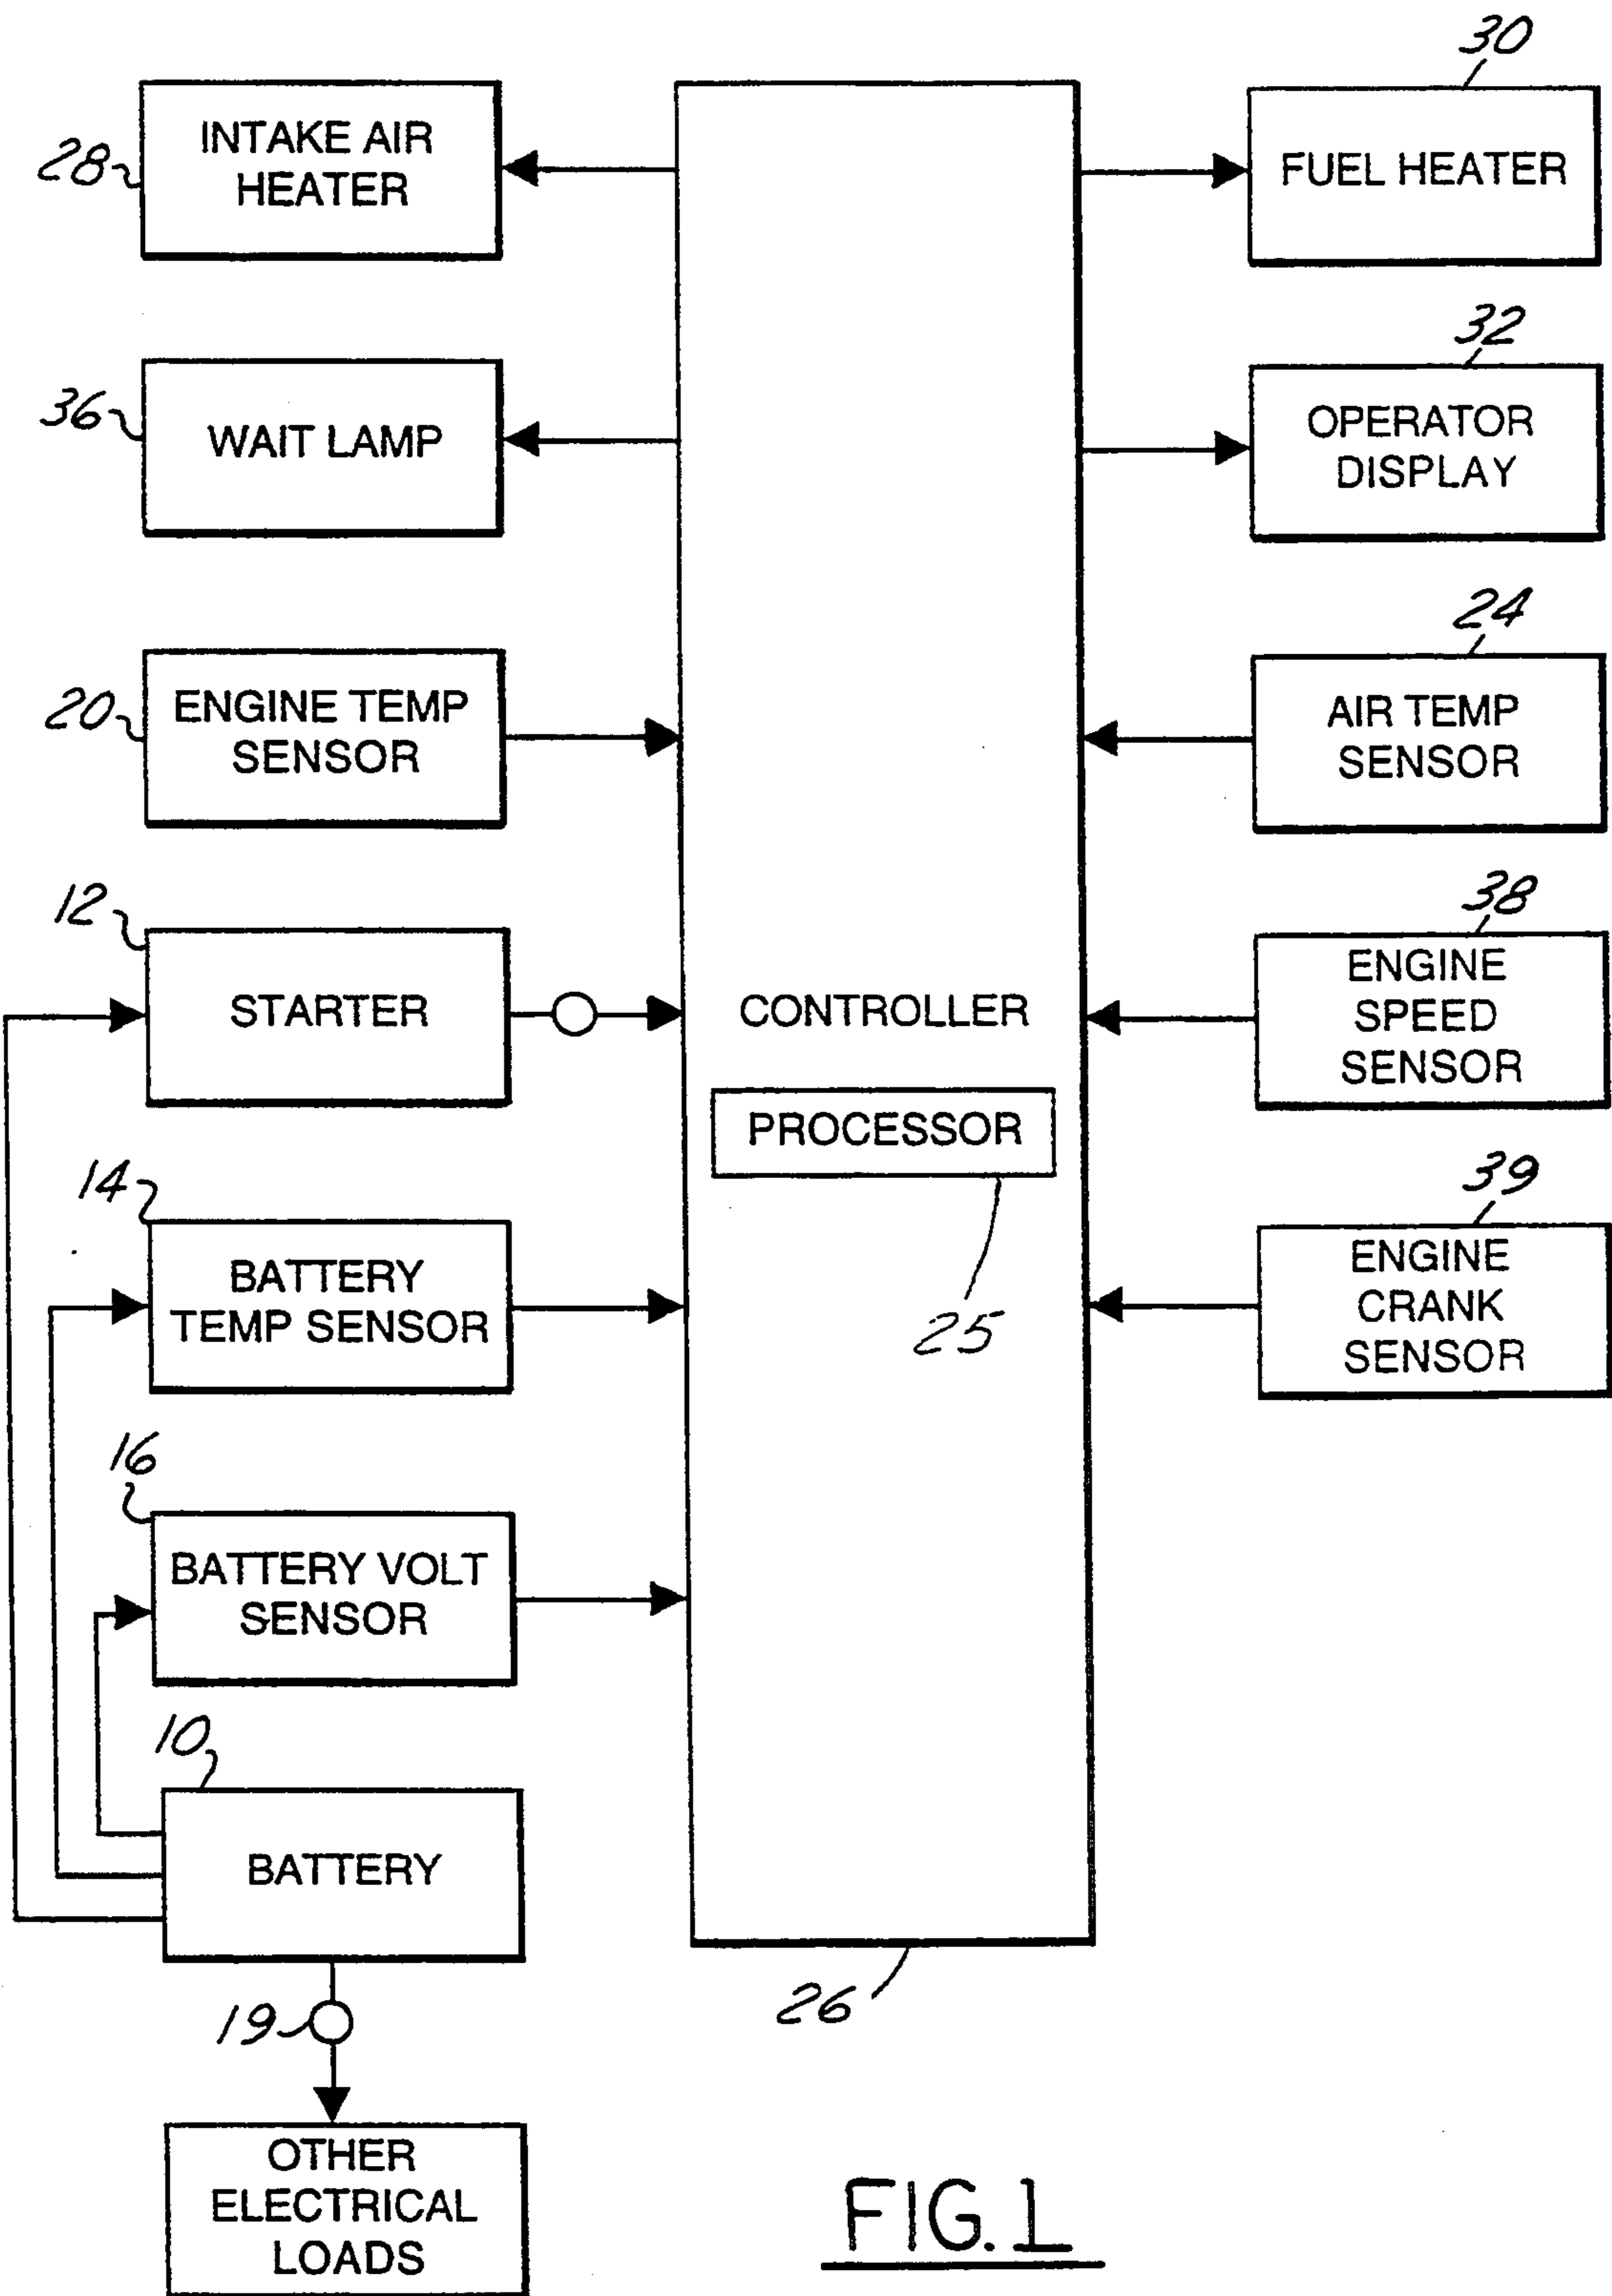 30
INTAKE AIR
HEATER
28
FUEL HEATER
32
36
WAIT LAMP
OPERATOR
DISPLAY
24
20
ENGINE TEMP
SENSOR
AIR TEMP
SENSOR
12
38
STARTER
CONTROLLER
ENGINE
SPEED
SENSOR
PROCESSOR
14
39
BATTERY
TEMP SENSOR
25
ENGINE
CRANK
SENSOR
16
BATTERY VOLT
SENSOR
10
BATTERY
26
19
OTHER
ELECTRICAL
LOADS
FIG. 1